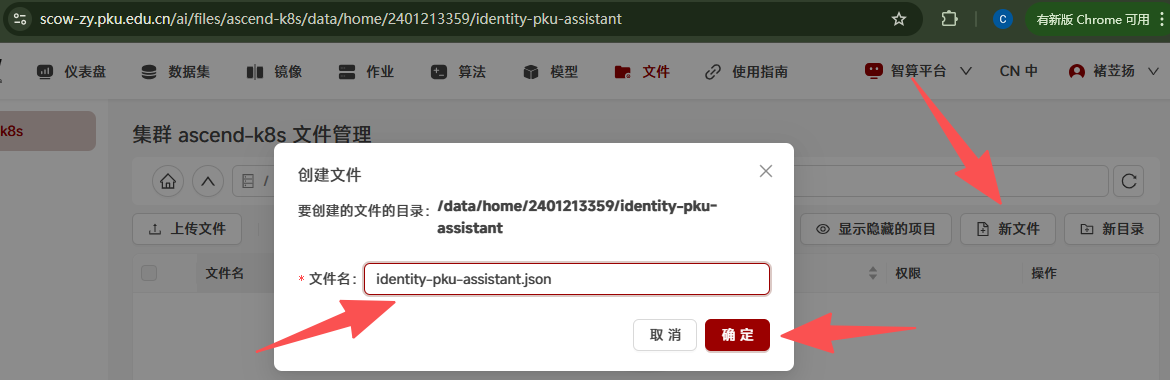 scow-zy.pku.edu.cn/ai/files/ascend-k8s/data/home/2401213359/identity-pku-assistant
C
有新版 Chrome 可用
仪表盘
数据集
镜像
作业
算法
模型
文件
使用指南
智算平台
CN 中
褚苙扬
k8s
集群 ascend-k8s 文件管理
/
上传文件
显示隐藏的项目
新文件
新目录
文件名
权限
操作
创建文件
要创建的文件的目录:
/data/home/2401213359/identity-pku-
assistant
* 文件名:
identity-pku-assistant.json
取 消
确 定